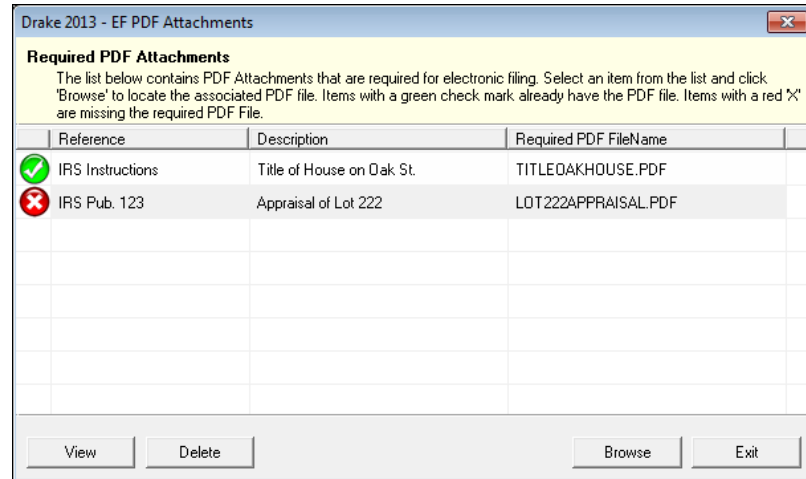 Drake 2013 - EF PDF Attachments
Required PDF Attachments
The list below contains PDF Attachments that are required for electronic filing. Select an item from the list and click
'Browse' to locate the associated PDF file. Items with a green check mark already have the PDF file. Items with a red 'X'
are missing the required PDF File.
Reference Description Required PDF FileName
IRS Instructions Title of House on Oak St. TITLEOAKHOUSE.PDF
IRS Pub. 123 Appraisal of Lot 222 LOT222APPRAISAL.PDF
View Delete Browse Exit